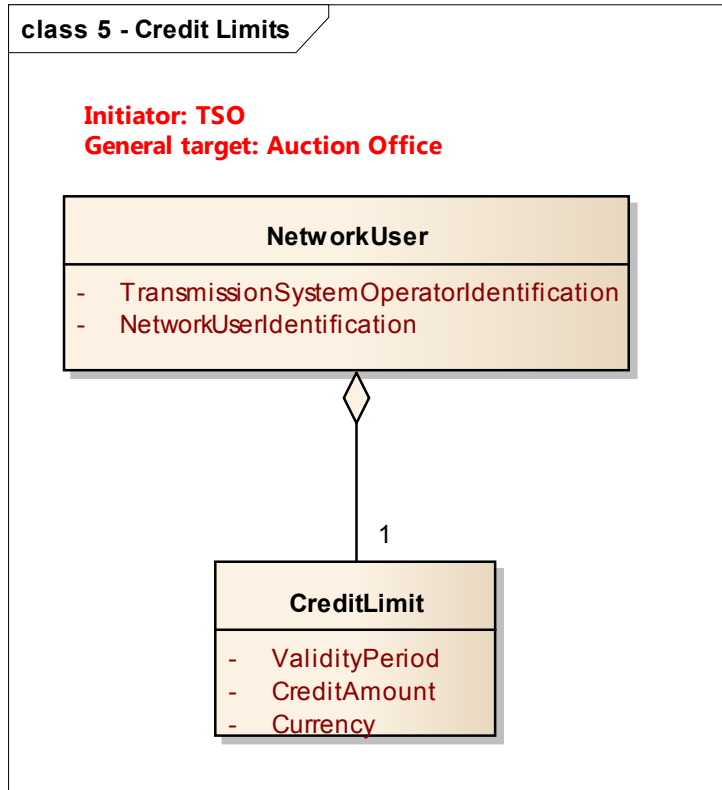 class 5 - Credit Limits
Initiator: TSO
General target: Auction Office
NetworkUser
- TransmissionSystemOperatorIdentification
- NetworkUserIdentification
1
CreditLimit
- ValidityPeriod
- CreditAmount
- Currency